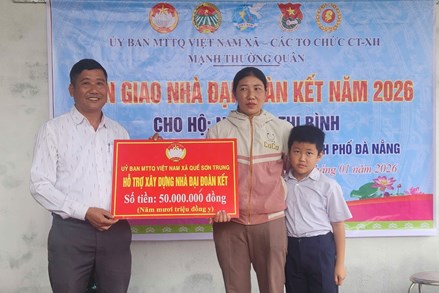 ỦY BAN MTTQ VIỆT NAM XÃ - CÁC TỔ CHỨC CT-XH
MẠNH THƯỜNG QUÂN
N GIAO NHÀ ĐẠI ĐOÀN KẾT NĂM 2026
CHO HỘ: N THỊ BÌNH
H PHỐ ĐÀ NẴNG
áng 01 năm 2026
ỦY BAN MTTQ VIỆT NAM XÃ QUẾ SƠN TRUNG
HỖ TRỢ XÂY DỰNG NHÀ ĐẠI ĐOÀN KẾT
Số tiền: 50.000.000 đồng
(Năm mươi triệu đồng y)
CoCo